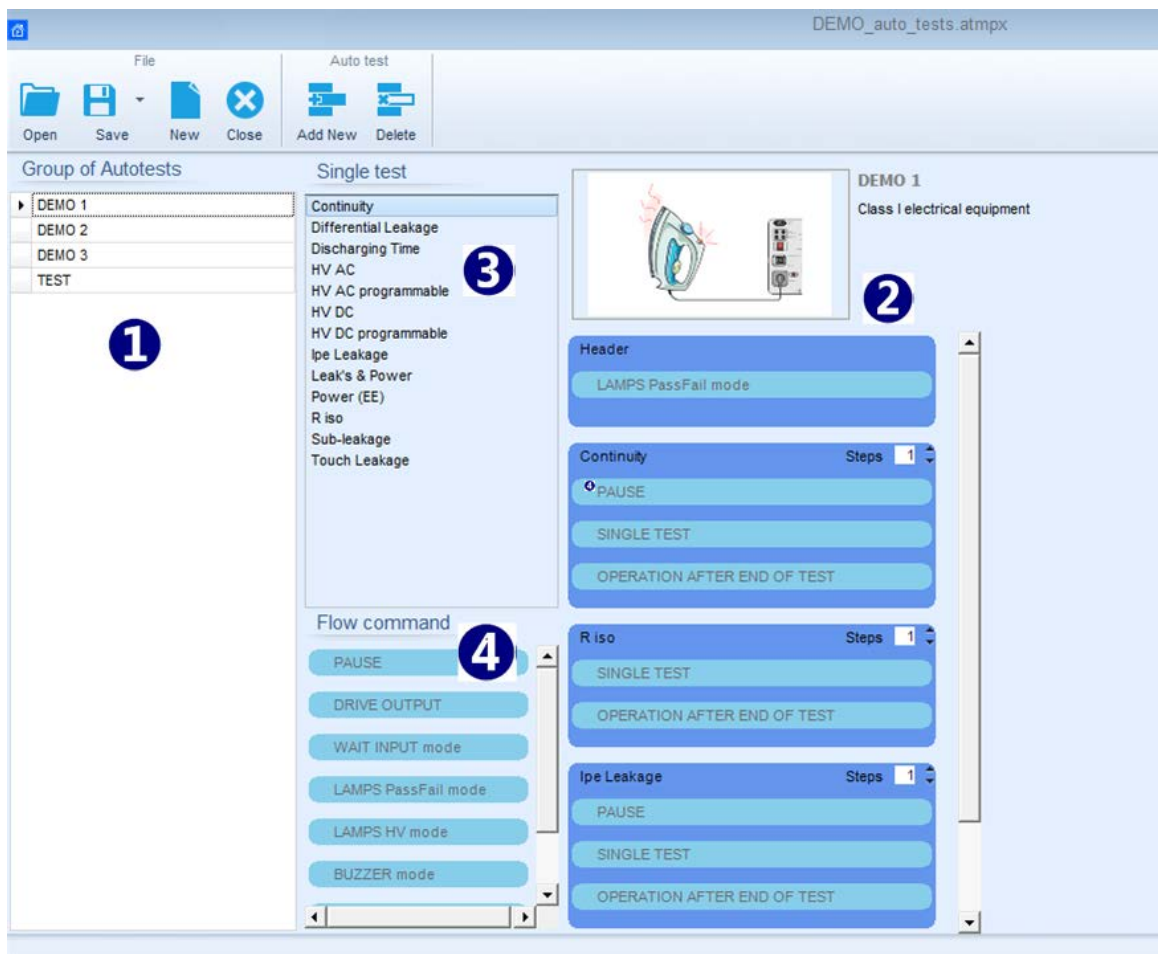 DEMO_auto_tests.atmpx
File
Auto test
Open Save New Close Add New Delete
Group of Autotests
DEMO 1
DEMO 2
DEMO 3
TEST
1
Single test
Continuity
Differential Leakage
Discharging Time
HV AC
HV AC programmable
HV DC
HV DC programmable
Ipe Leakage
Leak's & Power
Power (EE)
R iso
Sub-leakage
Touch Leakage
3
Flow command
4
PAUSE
DRIVE OUTPUT
WAIT INPUT mode
LAMPS PassFail mode
LAMPS HV mode
BUZZER mode
DEMO 1
Class I electrical equipment
2
Header
LAMPS PassFail mode
Continuity Steps 1
4 PAUSE
SINGLE TEST
OPERATION AFTER END OF TEST
R iso Steps 1
SINGLE TEST
OPERATION AFTER END OF TEST
Ipe Leakage Steps 1
PAUSE
SINGLE TEST
OPERATION AFTER END OF TEST